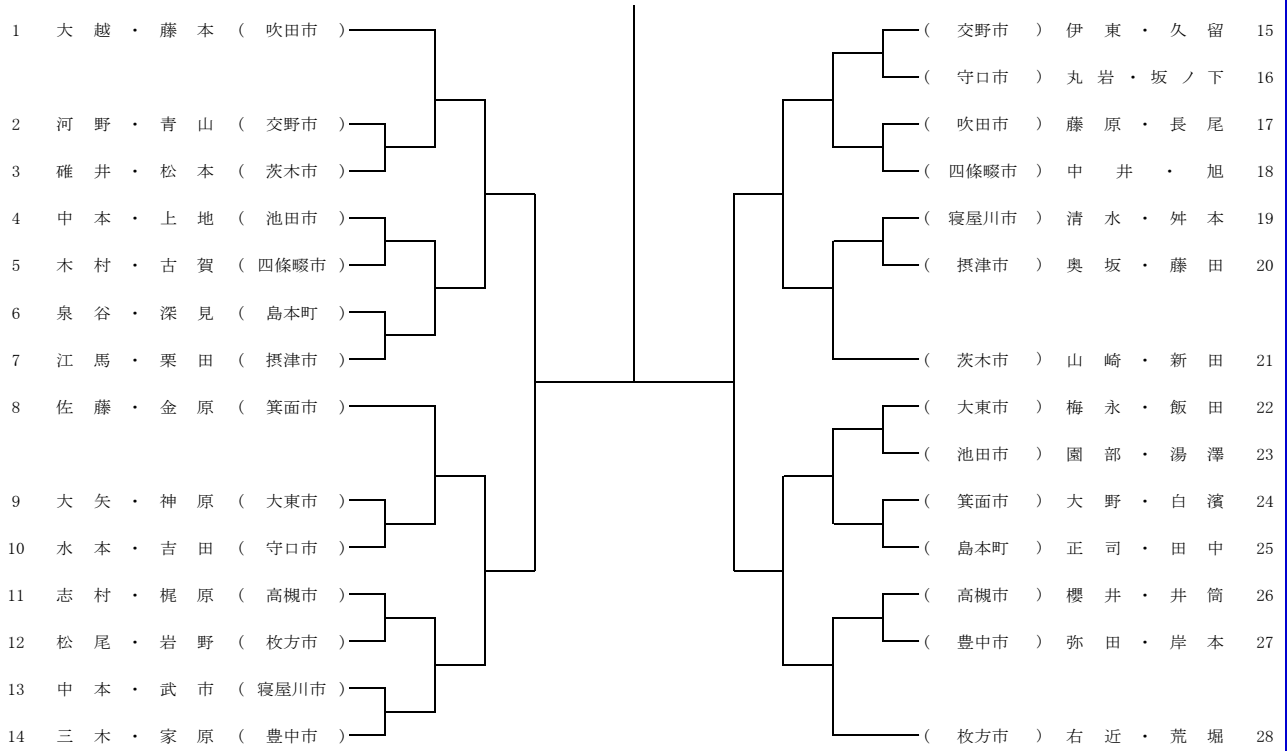 1 大越・藤本 (吹田市)
2 河野・青山 (交野市)
3 碓井・松本 (茨木市)
4 中本・上地 (池田市)
5 木村・古賀 (四條畷市)
6 泉谷・深見 (島本町)
7 江馬・栗田 (摂津市)
8 佐藤・金原 (箕面市)
9 大矢・神原 (大東市)
10 水本・吉田 (守口市)
11 志村・梶原 (高槻市)
12 松尾・岩野 (枚方市)
13 中本・武市 (寝屋川市)
14 三木・家原 (豊中市)
(交野市) 伊東・久留 15
(守口市) 丸岩・坂ノ下 16
(吹田市) 藤原・長尾 17
(四條畷市) 中井・旭 18
(寝屋川市) 清水・舛本 19
(摂津市) 奥坂・藤田 20
(茨木市) 山崎・新田 21
(大東市) 梅永・飯田 22
(池田市) 園部・湯澤 23
(箕面市) 大野・白濱 24
(島本町) 正司・田中 25
(高槻市) 櫻井・井筒 26
(豊中市) 弥田・岸本 27
(枚方市) 右近・荒堀 28